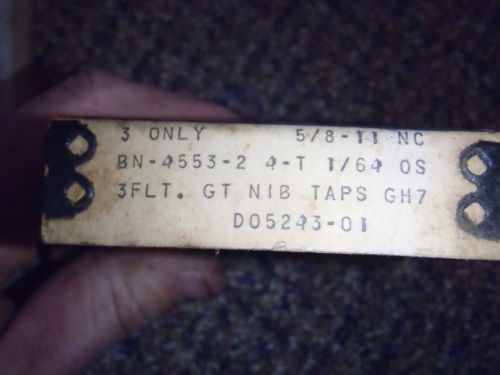 3 ONLY 5/8-11 NC
BN-4553-2 4-T 1/64 OS
3FLT. GT NIB TAPS GH7
D05243-01